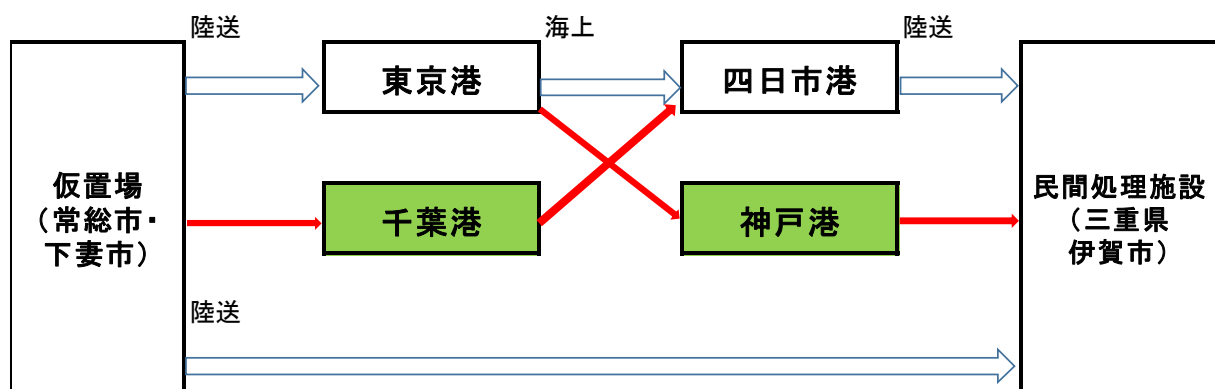 陸送
海上
陸送
東京港
四日市港
仮置場
（常総市・
下妻市）
千葉港
神戸港
民間処理施設
（三重県
伊賀市）
陸送